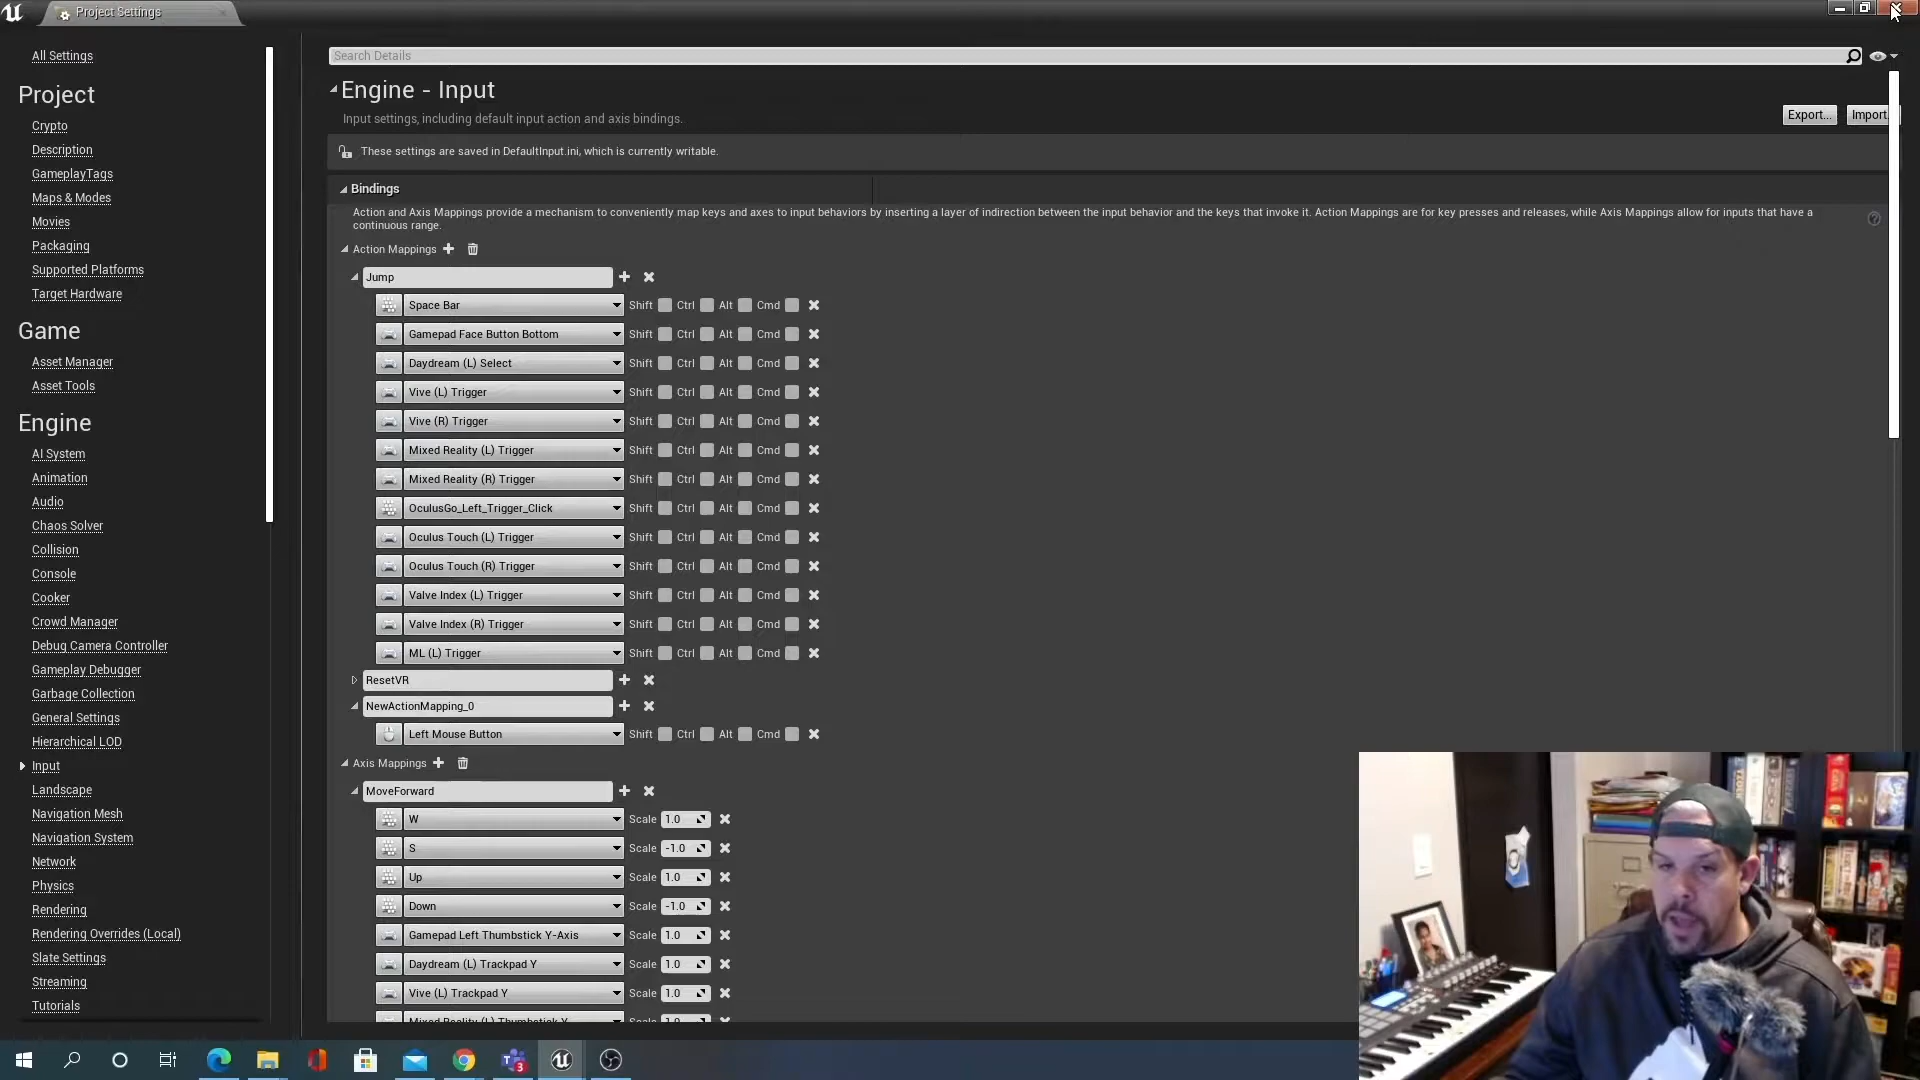 Project Settings
All Settings
Project
Crypto
Description
GameplayTags
Maps & Modes
Movies
Packaging
Supported Platforms
Target Hardware
Game
Asset Manager
Asset Tools
Engine
AI System
Animation
Audio
Chaos Solver
Collision
Console
Cooker
Crowd Manager
Debug Camera Controller
Gameplay Debugger
Garbage Collection
General Settings
Hierarchical LOD
Input
Landscape
Navigation Mesh
Navigation System
Network
Physics
Rendering
Rendering Overrides (Local)
Slate Settings
Streaming
Tutorials
Search Details
Engine - Input
Input settings, including default input action and axis bindings.
Export...
Import
These settings are saved in DefaultInput.ini, which is currently writable.
Bindings
Action and Axis Mappings provide a mechanism to conveniently map keys and axes to input behaviors by inserting a layer of indirection between the input behavior and the keys that invoke it. Action Mappings are for key presses and releases, while Axis Mappings allow for inputs that have a
continuous range.
Action Mappings
Jump
Space Bar Shift Ctrl Alt Cmd
Gamepad Face Button Bottom Shift Ctrl Alt Cmd
Daydream (L) Select Shift Ctrl Alt Cmd
Vive (L) Trigger Shift Ctrl Alt Cmd
Vive (R) Trigger Shift Ctrl Alt Cmd
Mixed Reality (L) Trigger Shift Ctrl Alt Cmd
Mixed Reality (R) Trigger Shift Ctrl Alt Cmd
OculusGo_Left_Trigger_Click Shift Ctrl Alt Cmd
Oculus Touch (L) Trigger Shift Ctrl Alt Cmd
Oculus Touch (R) Trigger Shift Ctrl Alt Cmd
Valve Index (L) Trigger Shift Ctrl Alt Cmd
Valve Index (R) Trigger Shift Ctrl Alt Cmd
ML (L) Trigger Shift Ctrl Alt Cmd
ResetVR
NewActionMapping_0
Left Mouse Button Shift Ctrl Alt Cmd
Axis Mappings
MoveForward
W Scale 1.0
S Scale -1.0
Up Scale 1.0
Down Scale -1.0
Gamepad Left Thumbstick Y-Axis Scale 1.0
Daydream (L) Trackpad Y Scale 1.0
Vive (L) Trackpad Y Scale 1.0
Mixed Reality (L) Thumbstick Y Scale 1.0
3